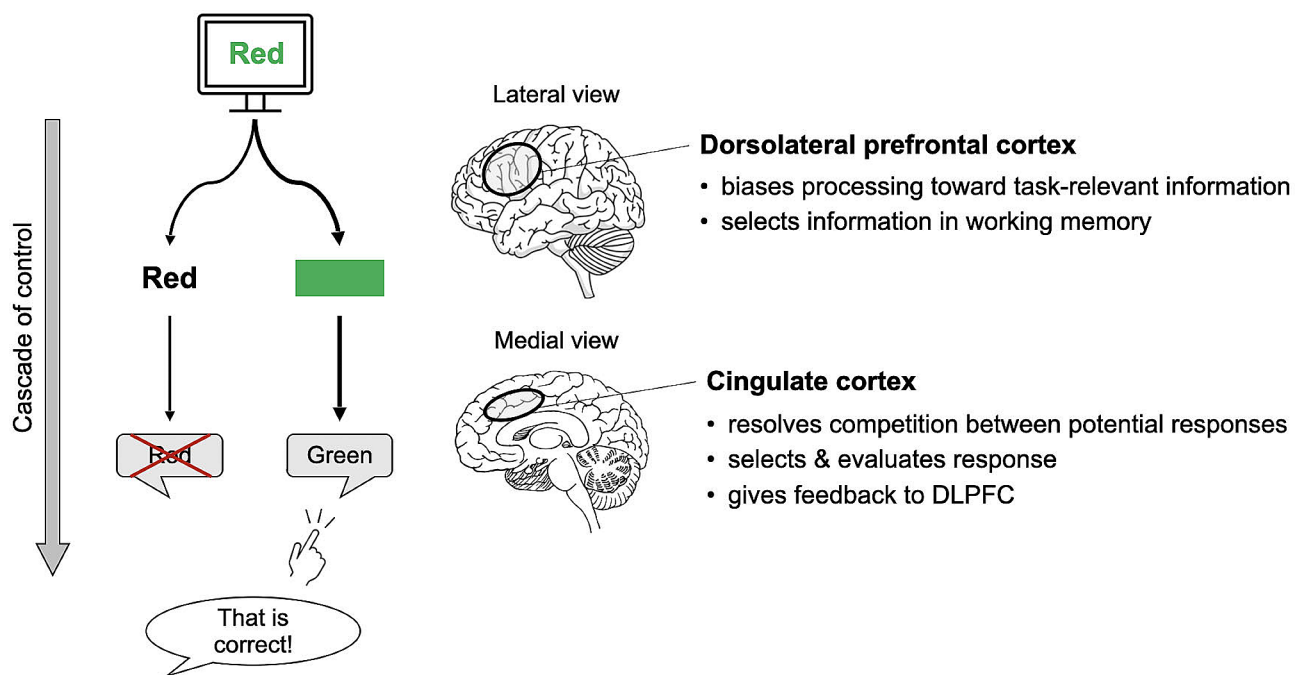 Red
Lateral view
Dorsolateral prefrontal cortex
• biases processing toward task-relevant information
• selects information in working memory
Cascade of control
Red
Medial view
Cingulate cortex
• resolves competition between potential responses
• selects & evaluates response
• gives feedback to DLPFC
Red
Green
That is
correct!